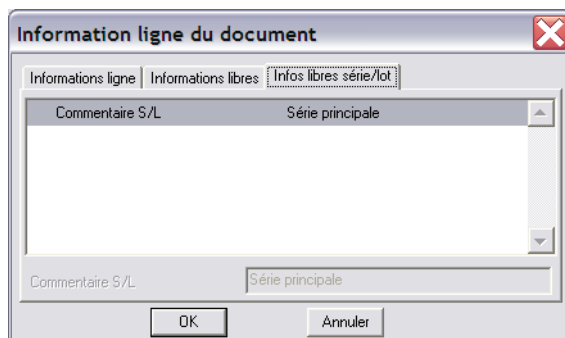 Information ligne du document
Informations ligne Informations libres Infos libres série/lot
Commentaire S/L Série principale
Commentaire S/L Série principale
OK Annuler